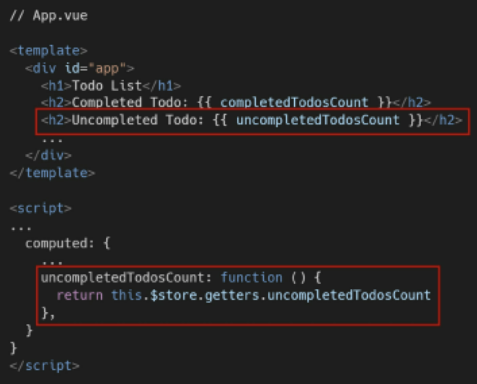 // App.vue
<template>
<div id="app">
<h1>Todo List</h1>
<h2>Completed Todo: {{ completedTodosCount }}</h2>
<h2>Uncompleted Todo: {{ uncompletedTodosCount }}</h2>
...
</div>
</template>
<script>
...
computed: {
...
uncompletedTodosCount: function () {
return this.$store.getters.uncompletedTodosCount
},
}
}
</script>